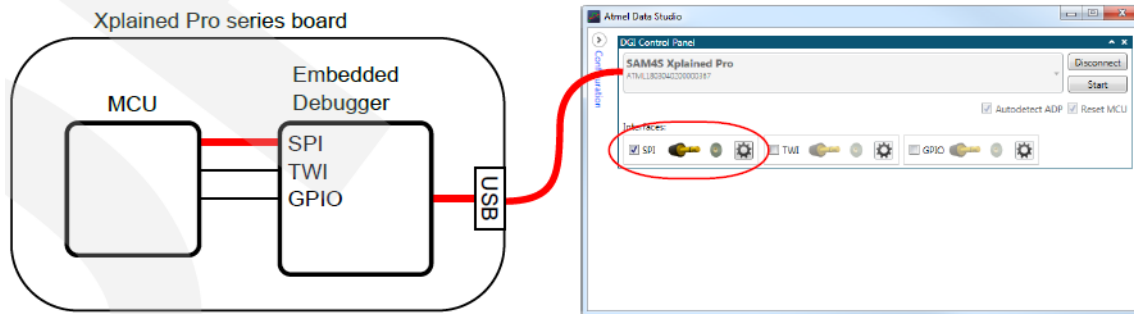 Xplained Pro series board
MCU
Embedded
Debugger
SPI
TWI
GPIO
USB
Atmel Data Studio
Configuration
DGI Control Panel
SAM4S Xplained Pro
ATML1803040200000367
Disconnect
Start
Autodetect ADP
Reset MCU
Interfaces:
SPI
TWI
GPIO